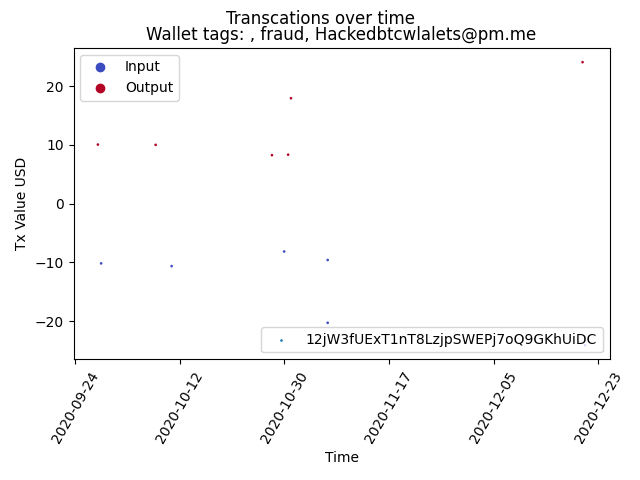 Transcations over time
Wallet tags: , fraud, Hackedbtcwlalets@pm.me
Input
Output
Tx Value USD
20
10
0
−10
−20
12jW3fUExT1nT8LzjpSWEPj7oQ9GKhUiDC
2020-09-24
2020-10-12
2020-10-30
2020-11-17
2020-12-05
2020-12-23
Time